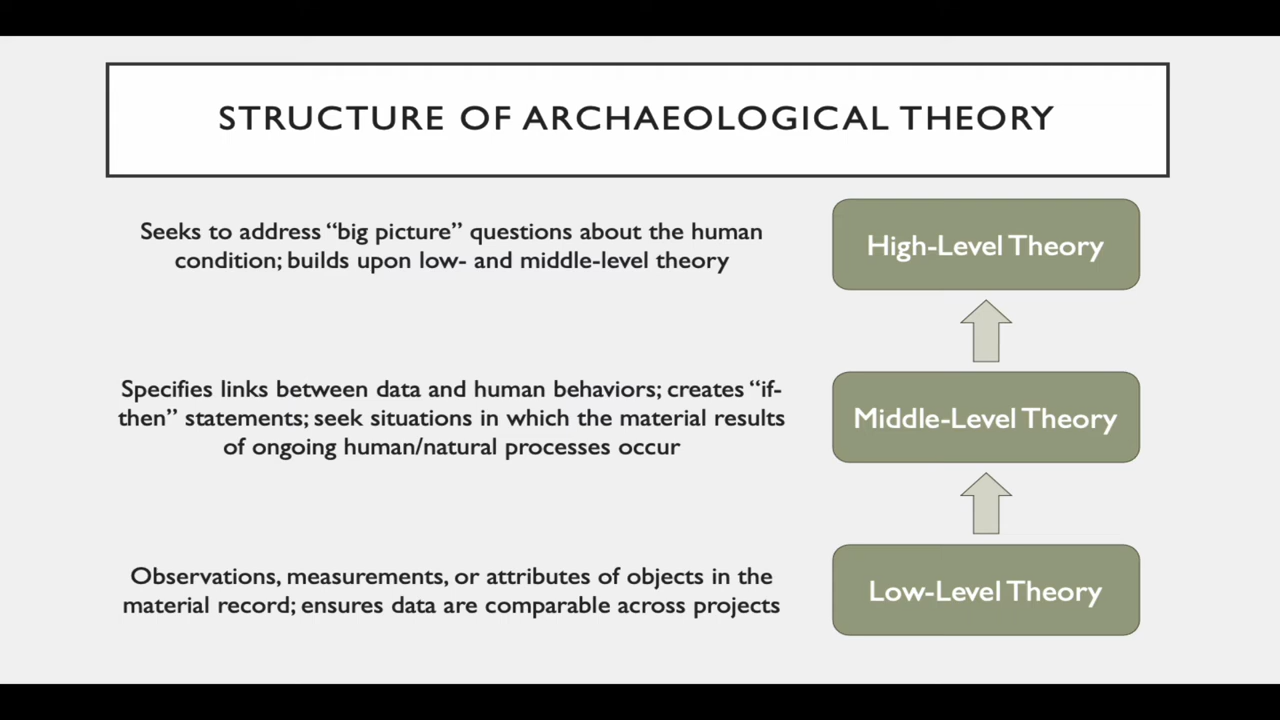 STRUCTURE OF ARCHAEOLOGICAL THEORY
Seeks to address “big picture” questions about the human
condition; builds upon low- and middle-level theory
High-Level Theory
Specifies links between data and human behaviors; creates “if-
then” statements; seek situations in which the material results
of ongoing human/natural processes occur
Middle-Level Theory
Observations, measurements, or attributes of objects in the
material record; ensures data are comparable across projects
Low-Level Theory